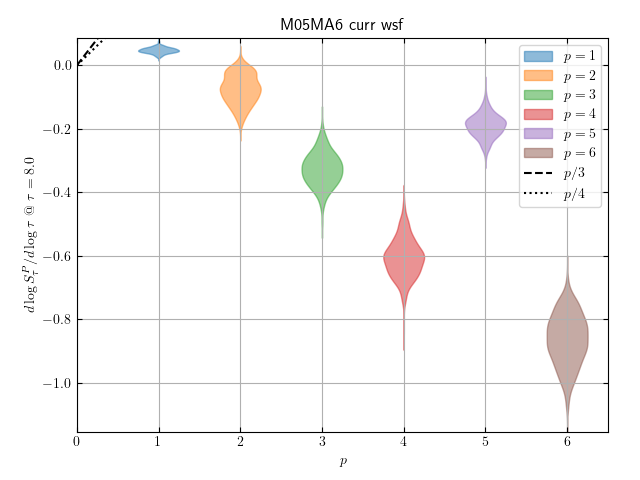 M05MA6 curr wsf
d log S_τ^P / d log τ @ τ = 8.0
0.0
−0.2
−0.4
−0.6
−0.8
−1.0
0 1 2 3 4 5 6
p
p = 1
p = 2
p = 3
p = 4
p = 5
p = 6
p/3
p/4